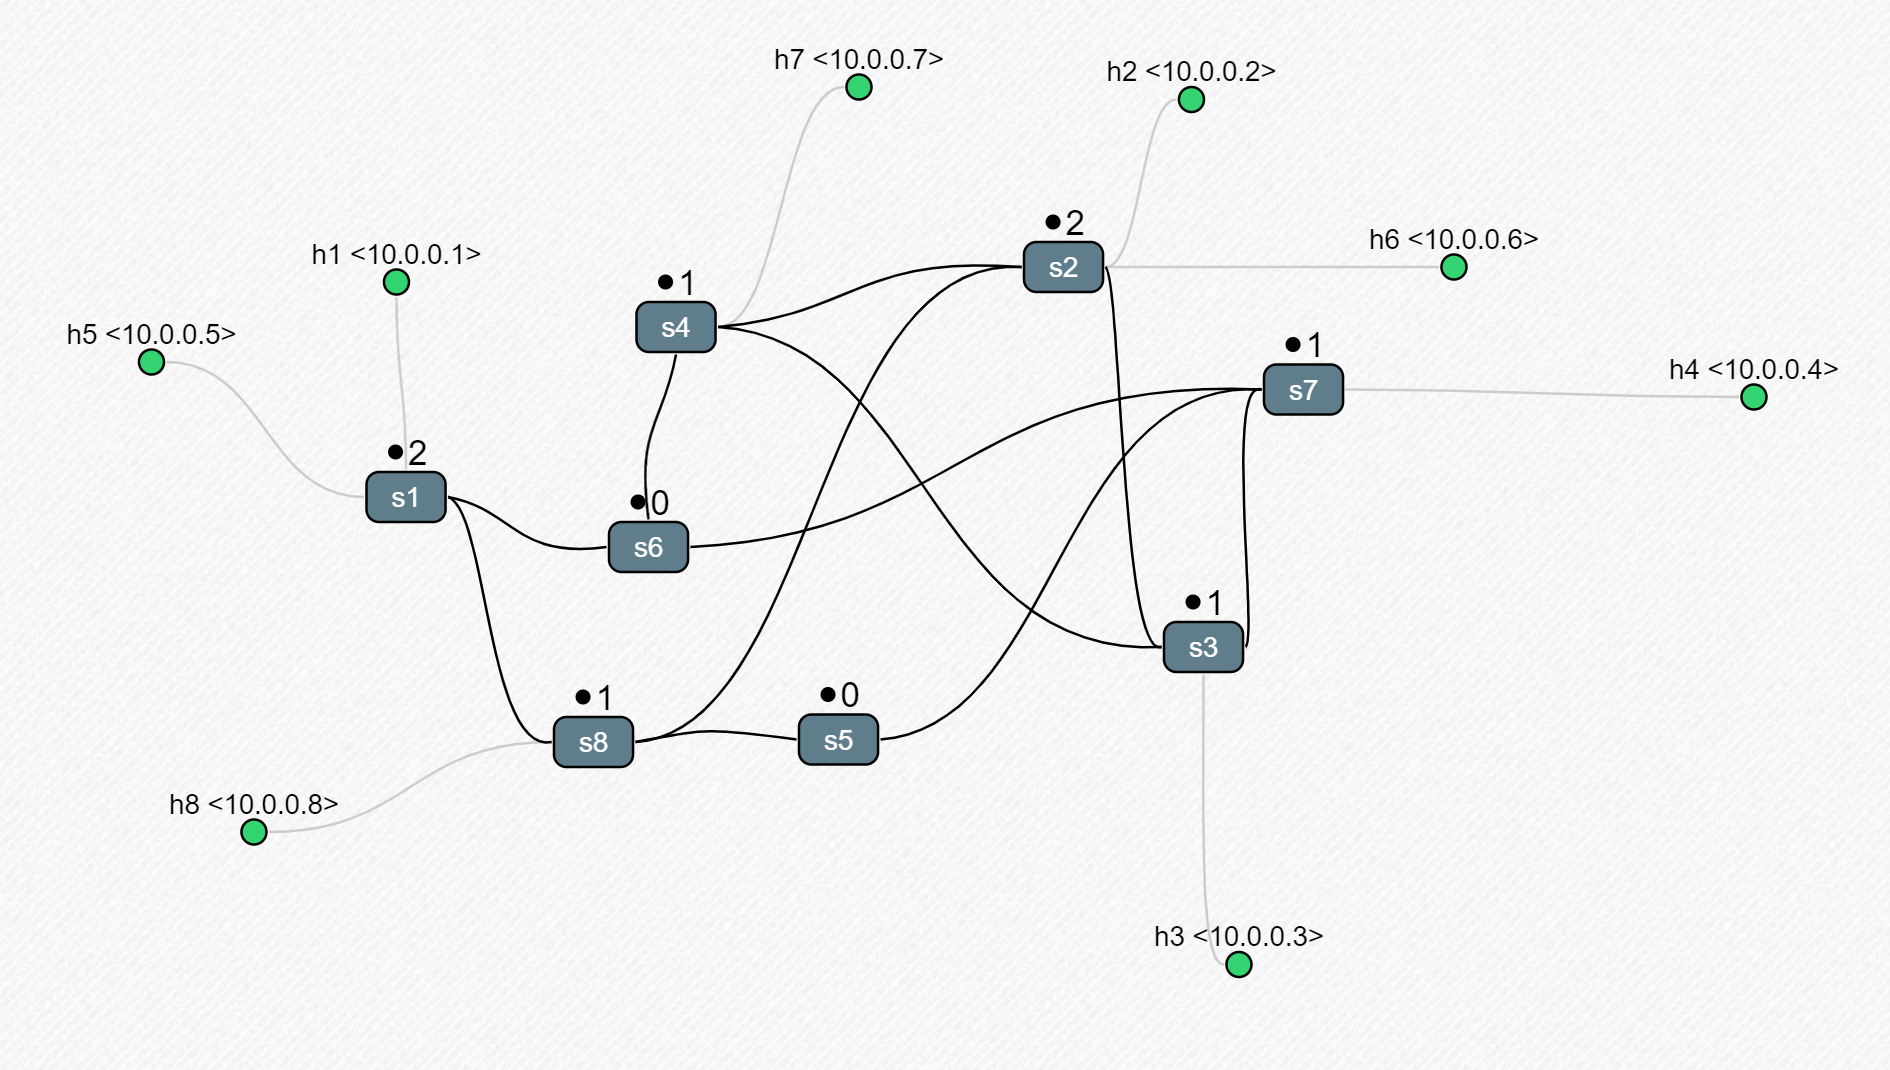 h7 <10.0.0.7>
h2 <10.0.0.2>
2
s2
h6 <10.0.0.6>
h1 <10.0.0.1>
1
s4
h5 <10.0.0.5>
1
s7
h4 <10.0.0.4>
2
s1
0
s6
1
s3
1
s8
0
s5
h8 <10.0.0.8>
h3 <10.0.0.3>